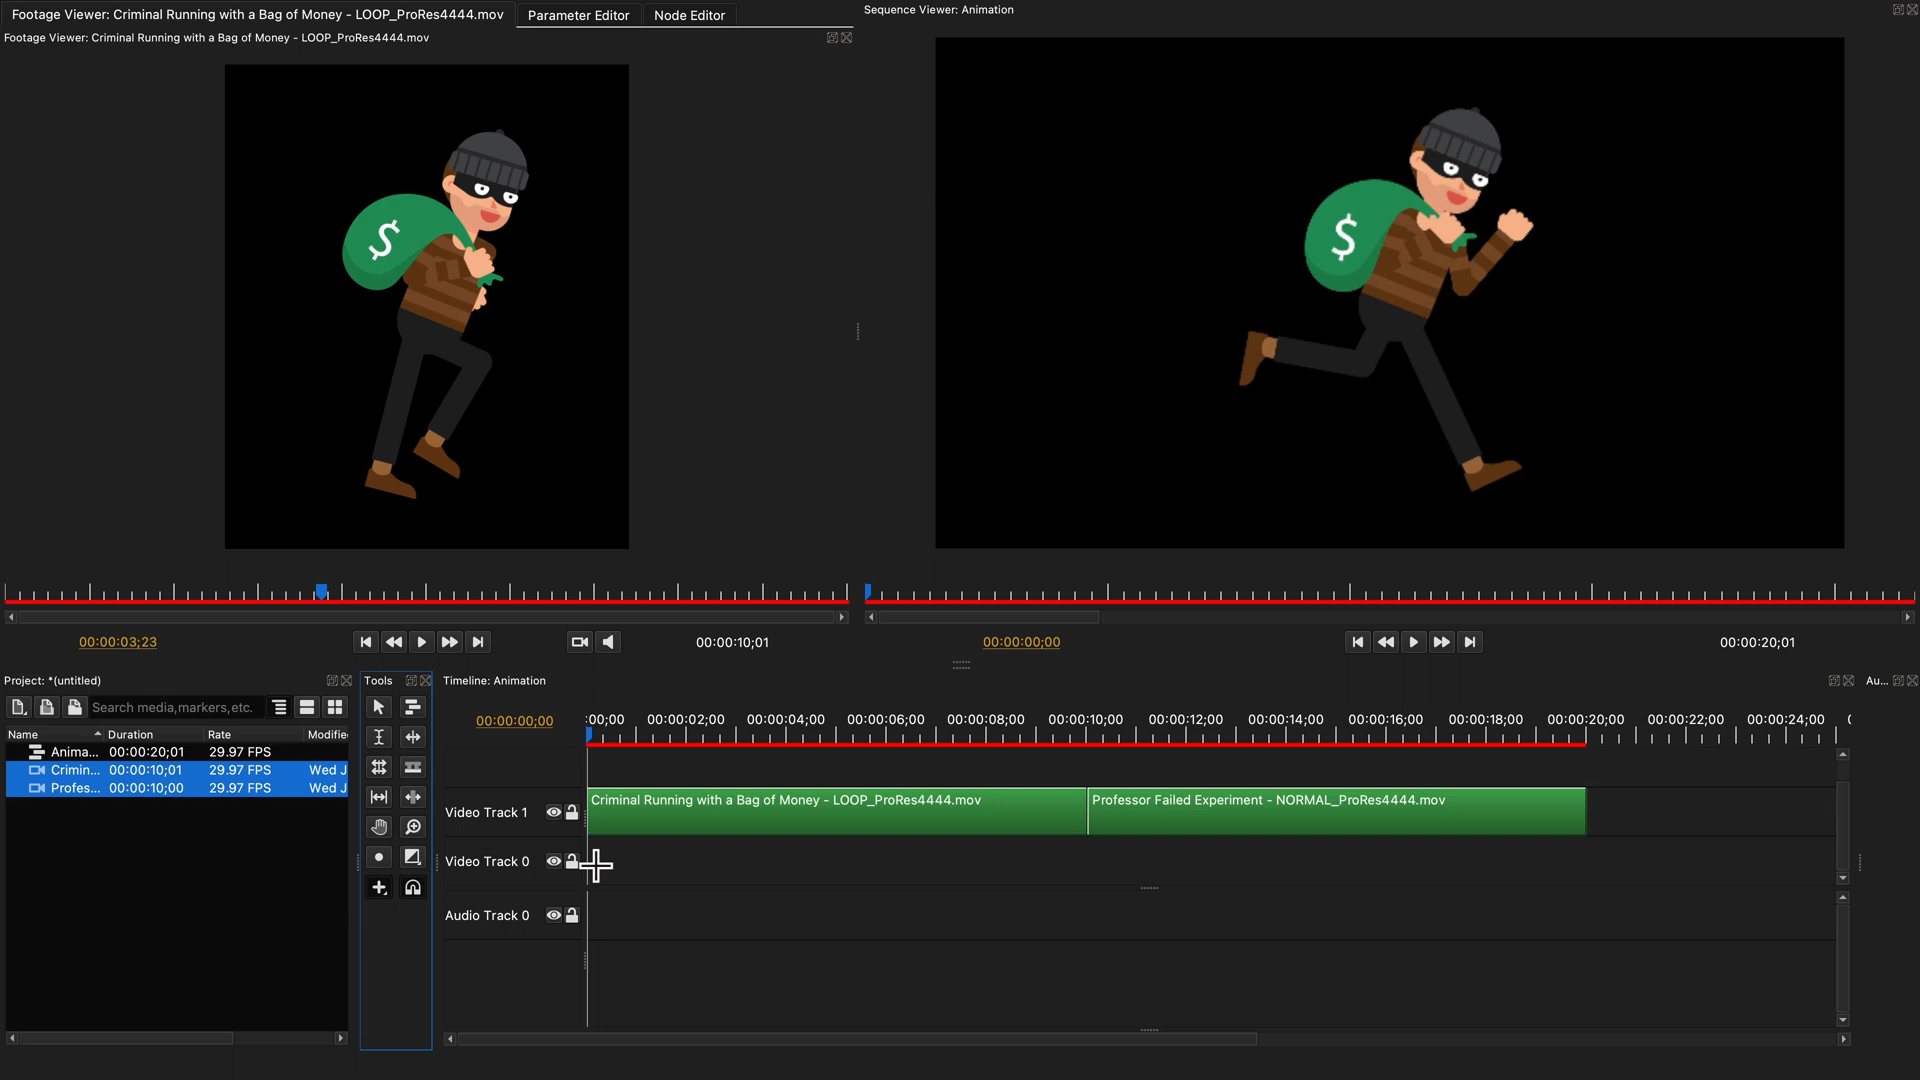 Footage Viewer: Criminal Running with a Bag of Money - LOOP_ProRes4444.mov
Parameter Editor
Node Editor
Sequence Viewer: Animation
Footage Viewer: Criminal Running with a Bag of Money - LOOP_ProRes4444.mov
$
$
00:00:03;23
00:00:10;01
00:00:00;00
00:00:20;01
Project: *(untitled)
Tools
Timeline: Animation
Au...
Search media,markers,etc.
00:00:00;00
:00;00 00:00:02;00 00:00:04;00 00:00:06;00 00:00:08;00 00:00:10;00 00:00:12;00 00:00:14;00 00:00:16;00 00:00:18;00 00:00:20;00 00:00:22;00 00:00:24;00
Name Duration Rate Modifie
Anima... 00:00:20;01 29.97 FPS
Crimin... 00:00:10;01 29.97 FPS Wed J
Profes... 00:00:10;00 29.97 FPS Wed J
Video Track 1
Criminal Running with a Bag of Money - LOOP_ProRes4444.mov
Professor Failed Experiment - NORMAL_ProRes4444.mov
Video Track 0
Audio Track 0